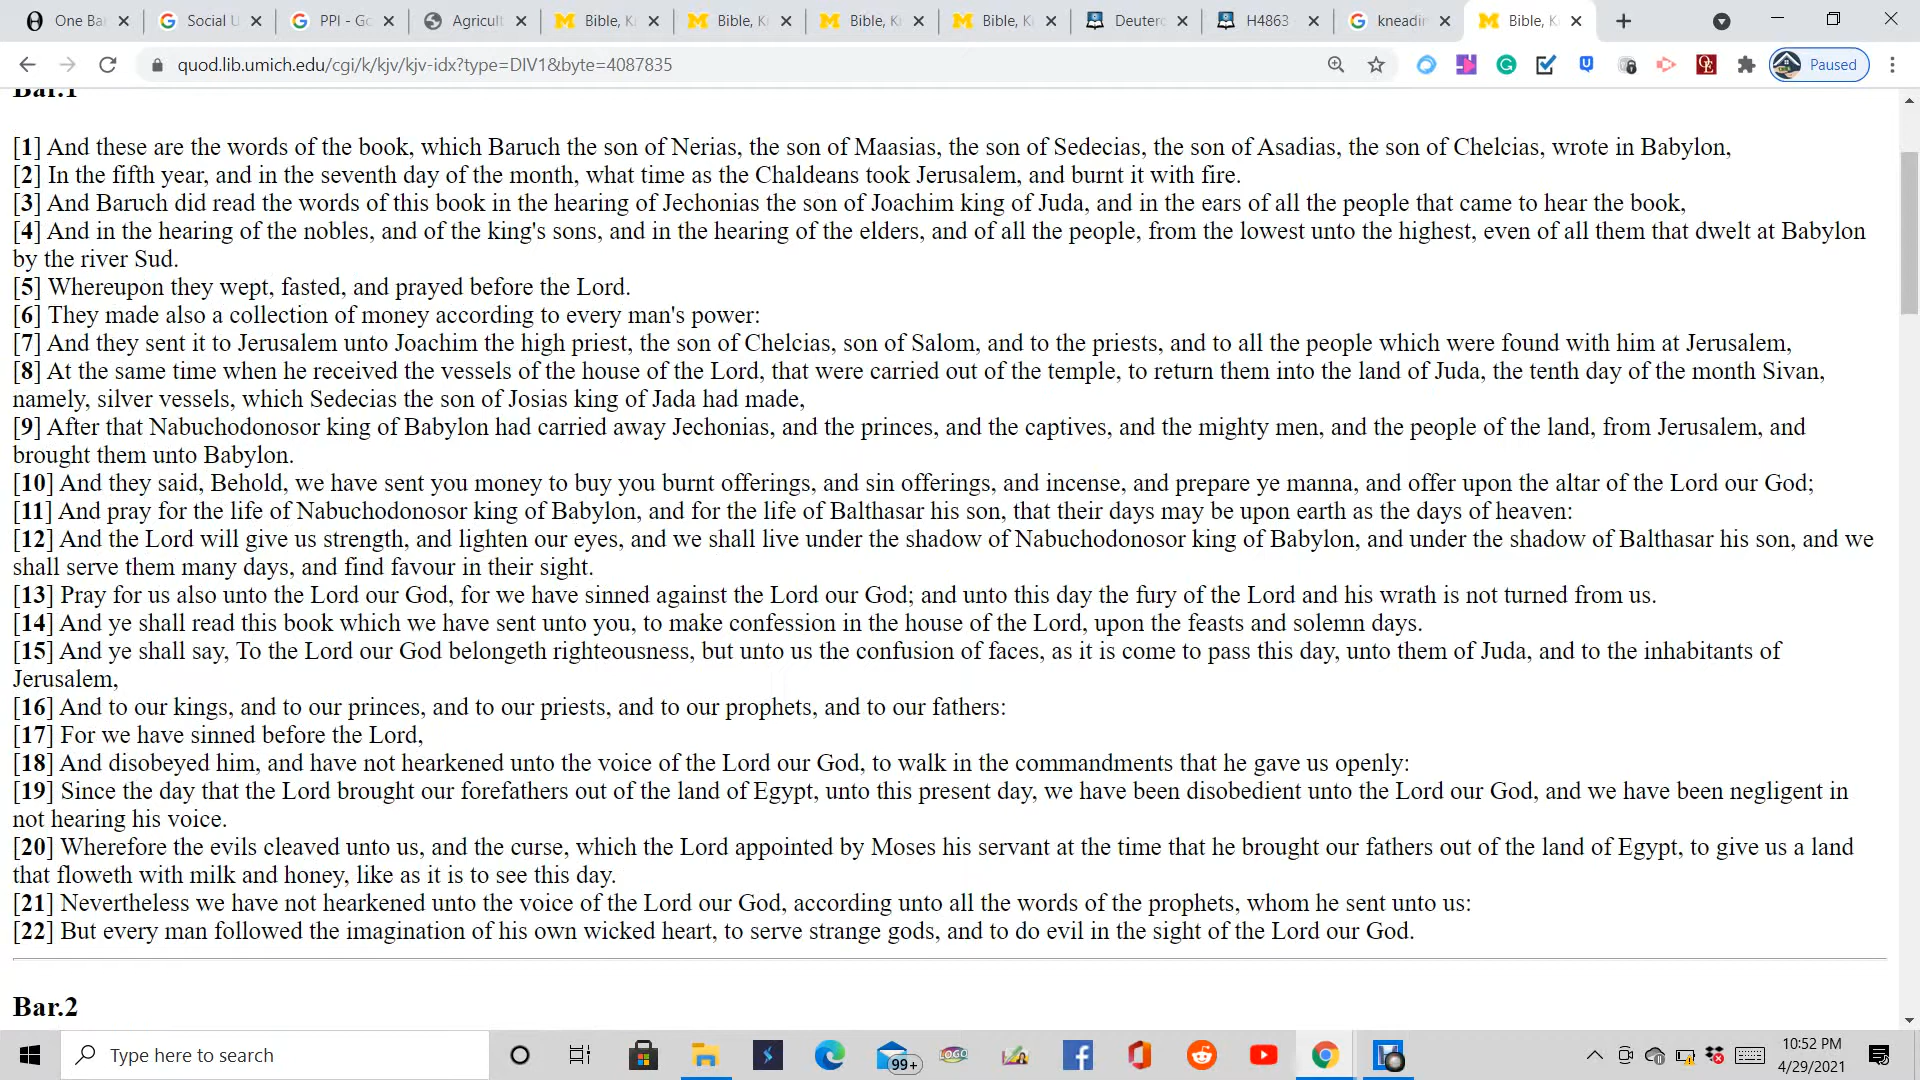 One Ba
Social U
PPI - Go
Agricult
Bible, Ki
Bible, Ki
Bible, Ki
Bible, Ki
Deutero
H4863
kneadin
Bible, K
quod.lib.umich.edu/cgi/k/kjv/kjv-idx?type=DIV1&byte=4087835
Paused
Bar.1
[1] And these are the words of the book, which Baruch the son of Nerias, the son of Maasias, the son of Sedecias, the son of Asadias, the son of Chelcias, wrote in Babylon,
[2] In the fifth year, and in the seventh day of the month, what time as the Chaldeans took Jerusalem, and burnt it with fire.
[3] And Baruch did read the words of this book in the hearing of Jechonias the son of Joachim king of Juda, and in the ears of all the people that came to hear the book,
[4] And in the hearing of the nobles, and of the king's sons, and in the hearing of the elders, and of all the people, from the lowest unto the highest, even of all them that dwelt at Babylon
by the river Sud.
[5] Whereupon they wept, fasted, and prayed before the Lord.
[6] They made also a collection of money according to every man's power:
[7] And they sent it to Jerusalem unto Joachim the high priest, the son of Chelcias, son of Salom, and to the priests, and to all the people which were found with him at Jerusalem,
[8] At the same time when he received the vessels of the house of the Lord, that were carried out of the temple, to return them into the land of Juda, the tenth day of the month Sivan,
namely, silver vessels, which Sedecias the son of Josias king of Jada had made,
[9] After that Nabuchodonosor king of Babylon had carried away Jechonias, and the princes, and the captives, and the mighty men, and the people of the land, from Jerusalem, and
brought them unto Babylon.
[10] And they said, Behold, we have sent you money to buy you burnt offerings, and sin offerings, and incense, and prepare ye manna, and offer upon the altar of the Lord our God;
[11] And pray for the life of Nabuchodonosor king of Babylon, and for the life of Balthasar his son, that their days may be upon earth as the days of heaven:
[12] And the Lord will give us strength, and lighten our eyes, and we shall live under the shadow of Nabuchodonosor king of Babylon, and under the shadow of Balthasar his son, and we
shall serve them many days, and find favour in their sight.
[13] Pray for us also unto the Lord our God, for we have sinned against the Lord our God; and unto this day the fury of the Lord and his wrath is not turned from us.
[14] And ye shall read this book which we have sent unto you, to make confession in the house of the Lord, upon the feasts and solemn days.
[15] And ye shall say, To the Lord our God belongeth righteousness, but unto us the confusion of faces, as it is come to pass this day, unto them of Juda, and to the inhabitants of
Jerusalem,
[16] And to our kings, and to our princes, and to our priests, and to our prophets, and to our fathers:
[17] For we have sinned before the Lord,
[18] And disobeyed him, and have not hearkened unto the voice of the Lord our God, to walk in the commandments that he gave us openly:
[19] Since the day that the Lord brought our forefathers out of the land of Egypt, unto this present day, we have been disobedient unto the Lord our God, and we have been negligent in
not hearing his voice.
[20] Wherefore the evils cleaved unto us, and the curse, which the Lord appointed by Moses his servant at the time that he brought our fathers out of the land of Egypt, to give us a land
that floweth with milk and honey, like as it is to see this day.
[21] Nevertheless we have not hearkened unto the voice of the Lord our God, according unto all the words of the prophets, whom he sent unto us:
[22] But every man followed the imagination of his own wicked heart, to serve strange gods, and to do evil in the sight of the Lord our God.
Bar.2
Type here to search
99+
LOGO
10:52 PM
4/29/2021